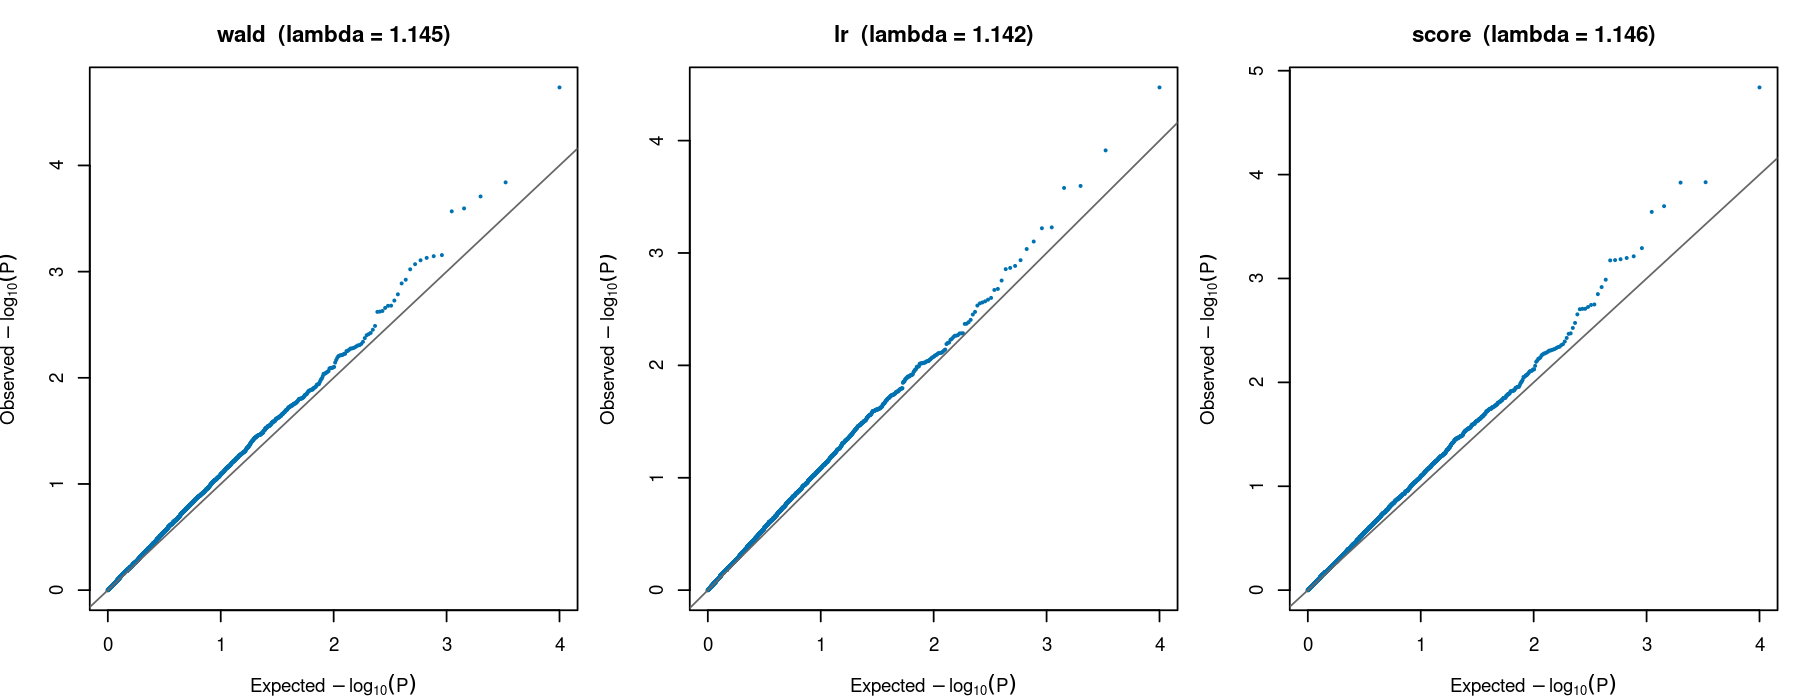 wald (lambda = 1.145)
Observed −log10(P)
4
3
2
1
0
0 1 2 3 4
Expected −log10(P)
lr (lambda = 1.142)
Observed −log10(P)
4
3
2
1
0
0 1 2 3 4
Expected −log10(P)
score (lambda = 1.146)
Observed −log10(P)
5
4
3
2
1
0
0 1 2 3 4
Expected −log10(P)